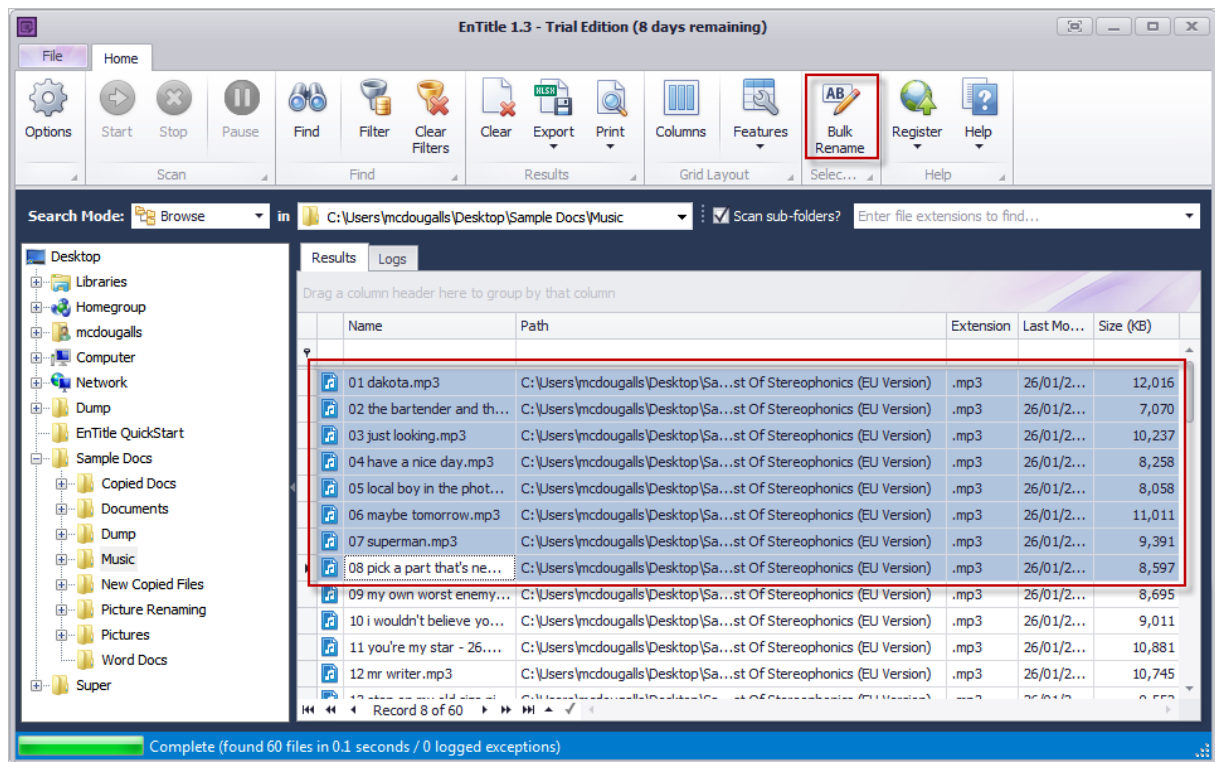 EnTitle 1.3 - Trial Edition (8 days remaining)
File Home
Options Start Stop Pause Find Filter Clear Filters Clear Export Print Columns Features Bulk Rename Register Help
Scan Find Results Grid Layout Selec... Help
Search Mode: Browse in C:\Users\mcdougalls\Desktop\Sample Docs\Music Scan sub-folders? Enter file extensions to find...
Desktop
Libraries
Homegroup
mcdougalls
Computer
Network
Dump
EnTitle QuickStart
Sample Docs
Copied Docs
Documents
Dump
Music
New Copied Files
Picture Renaming
Pictures
Word Docs
Super
Results Logs
Drag a column header here to group by that column
Name Path Extension Last Mo... Size (KB)
01 dakota.mp3 C:\Users\mcdougalls\Desktop\Sa...st Of Stereophonics (EU Version) .mp3 26/01/2... 12,016
02 the bartender and th... C:\Users\mcdougalls\Desktop\Sa...st Of Stereophonics (EU Version) .mp3 26/01/2... 7,070
03 just looking.mp3 C:\Users\mcdougalls\Desktop\Sa...st Of Stereophonics (EU Version) .mp3 26/01/2... 10,237
04 have a nice day.mp3 C:\Users\mcdougalls\Desktop\Sa...st Of Stereophonics (EU Version) .mp3 26/01/2... 8,258
05 local boy in the phot... C:\Users\mcdougalls\Desktop\Sa...st Of Stereophonics (EU Version) .mp3 26/01/2... 8,058
06 maybe tomorrow.mp3 C:\Users\mcdougalls\Desktop\Sa...st Of Stereophonics (EU Version) .mp3 26/01/2... 11,011
07 superman.mp3 C:\Users\mcdougalls\Desktop\Sa...st Of Stereophonics (EU Version) .mp3 26/01/2... 9,391
08 pick a part that's ne... C:\Users\mcdougalls\Desktop\Sa...st Of Stereophonics (EU Version) .mp3 26/01/2... 8,597
09 my own worst enemy... C:\Users\mcdougalls\Desktop\Sa...st Of Stereophonics (EU Version) .mp3 26/01/2... 8,695
10 i wouldn't believe yo... C:\Users\mcdougalls\Desktop\Sa...st Of Stereophonics (EU Version) .mp3 26/01/2... 9,011
11 you're my star - 26.... C:\Users\mcdougalls\Desktop\Sa...st Of Stereophonics (EU Version) .mp3 26/01/2... 10,881
12 mr writer.mp3 C:\Users\mcdougalls\Desktop\Sa...st Of Stereophonics (EU Version) .mp3 26/01/2... 10,745
Record 8 of 60
Complete (found 60 files in 0.1 seconds / 0 logged exceptions)